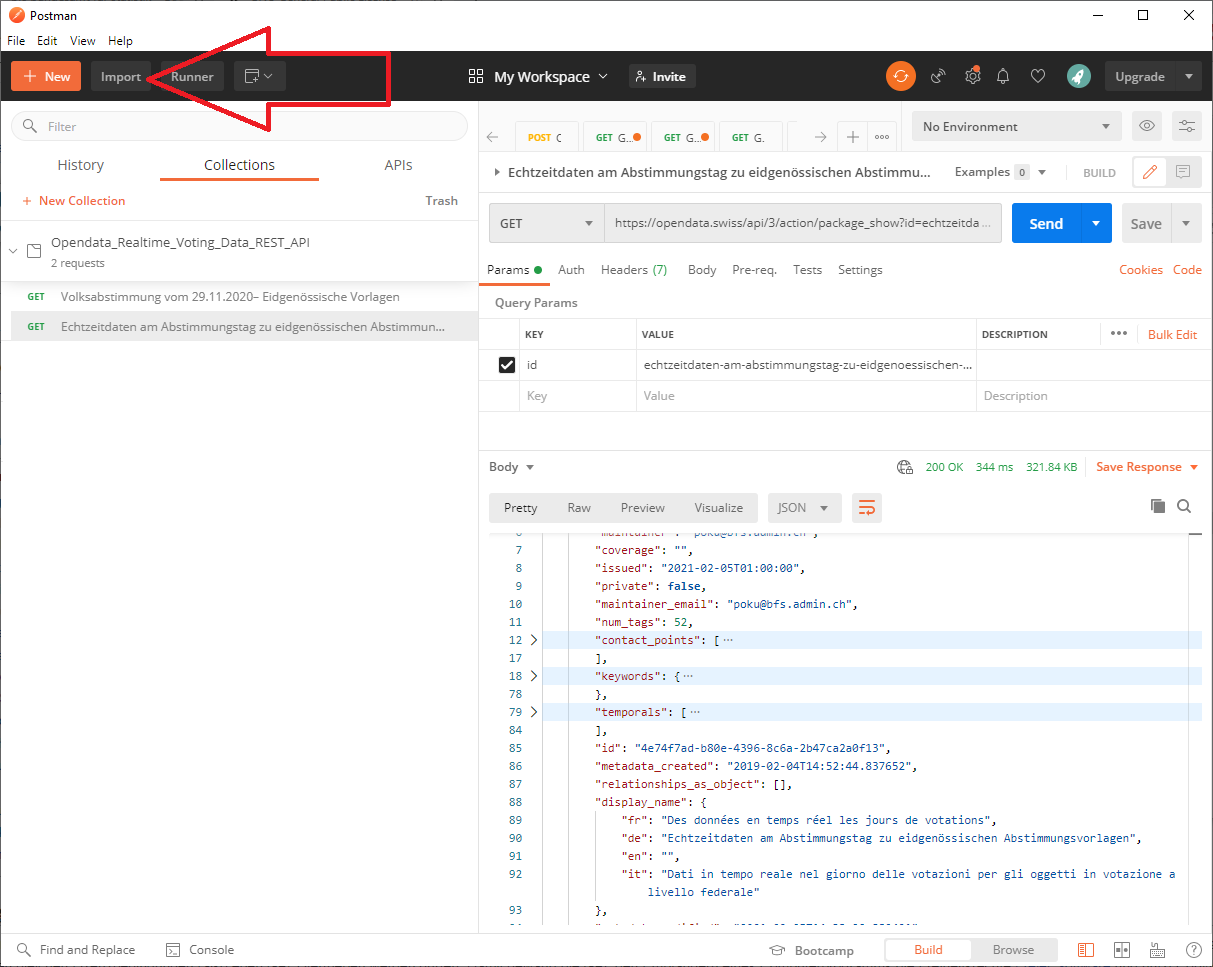 Postman
File Edit View Help
+ New Import Runner My Workspace Invite Upgrade
Filter
History Collections APIs
+ New Collection Trash
Opendata_Realtime_Voting_Data_REST_API
2 requests
GET Volksabstimmung vom 29.11.2020– Eidgenössische Vorlagen
GET Echtzeitdaten am Abstimmungstag zu eidgenössischen Abstimmun...
POST C GET G... GET G... GET G. + ••• No Environment
Echtzeitdaten am Abstimmungstag zu eidgenössischen Abstimmu... Examples 0 BUILD
GET https://opendata.swiss/api/3/action/package_show?id=echtzeitda ... Send Save
Params Auth Headers (7) Body Pre-req. Tests Settings Cookies Code
Query Params
KEY VALUE DESCRIPTION ••• Bulk Edit
id echtzeitdaten-am-abstimmungstag-zu-eidgenoessischen-...
Key Value Description
Body 200 OK 344 ms 321.84 KB Save Response
Pretty Raw Preview Visualize JSON
6 "maintainer": "poku@bfs.admin.ch",
7 "coverage": "",
8 "issued": "2021-02-05T01:00:00",
9 "private": false,
10 "maintainer_email": "poku@bfs.admin.ch",
11 "num_tags": 52,
12 "contact_points": [ ···
17 ],
18 "keywords": { ···
78 },
79 "temporals": [ ···
84 ],
85 "id": "4e74f7ad-b80e-4396-8c6a-2b47ca2a0f13",
86 "metadata_created": "2019-02-04T14:52:44.837652",
87 "relationships_as_object": [],
88 "display_name": {
89 "fr": "Des données en temps réel les jours de votations",
90 "de": "Echtzeitdaten am Abstimmungstag zu eidgenössischen Abstimmungsvorlagen",
91 "en": "",
92 "it": "Dati in tempo reale nel giorno delle votazioni per gli oggetti in votazione a
livello federale"
93 },
Find and Replace Console Bootcamp Build Browse